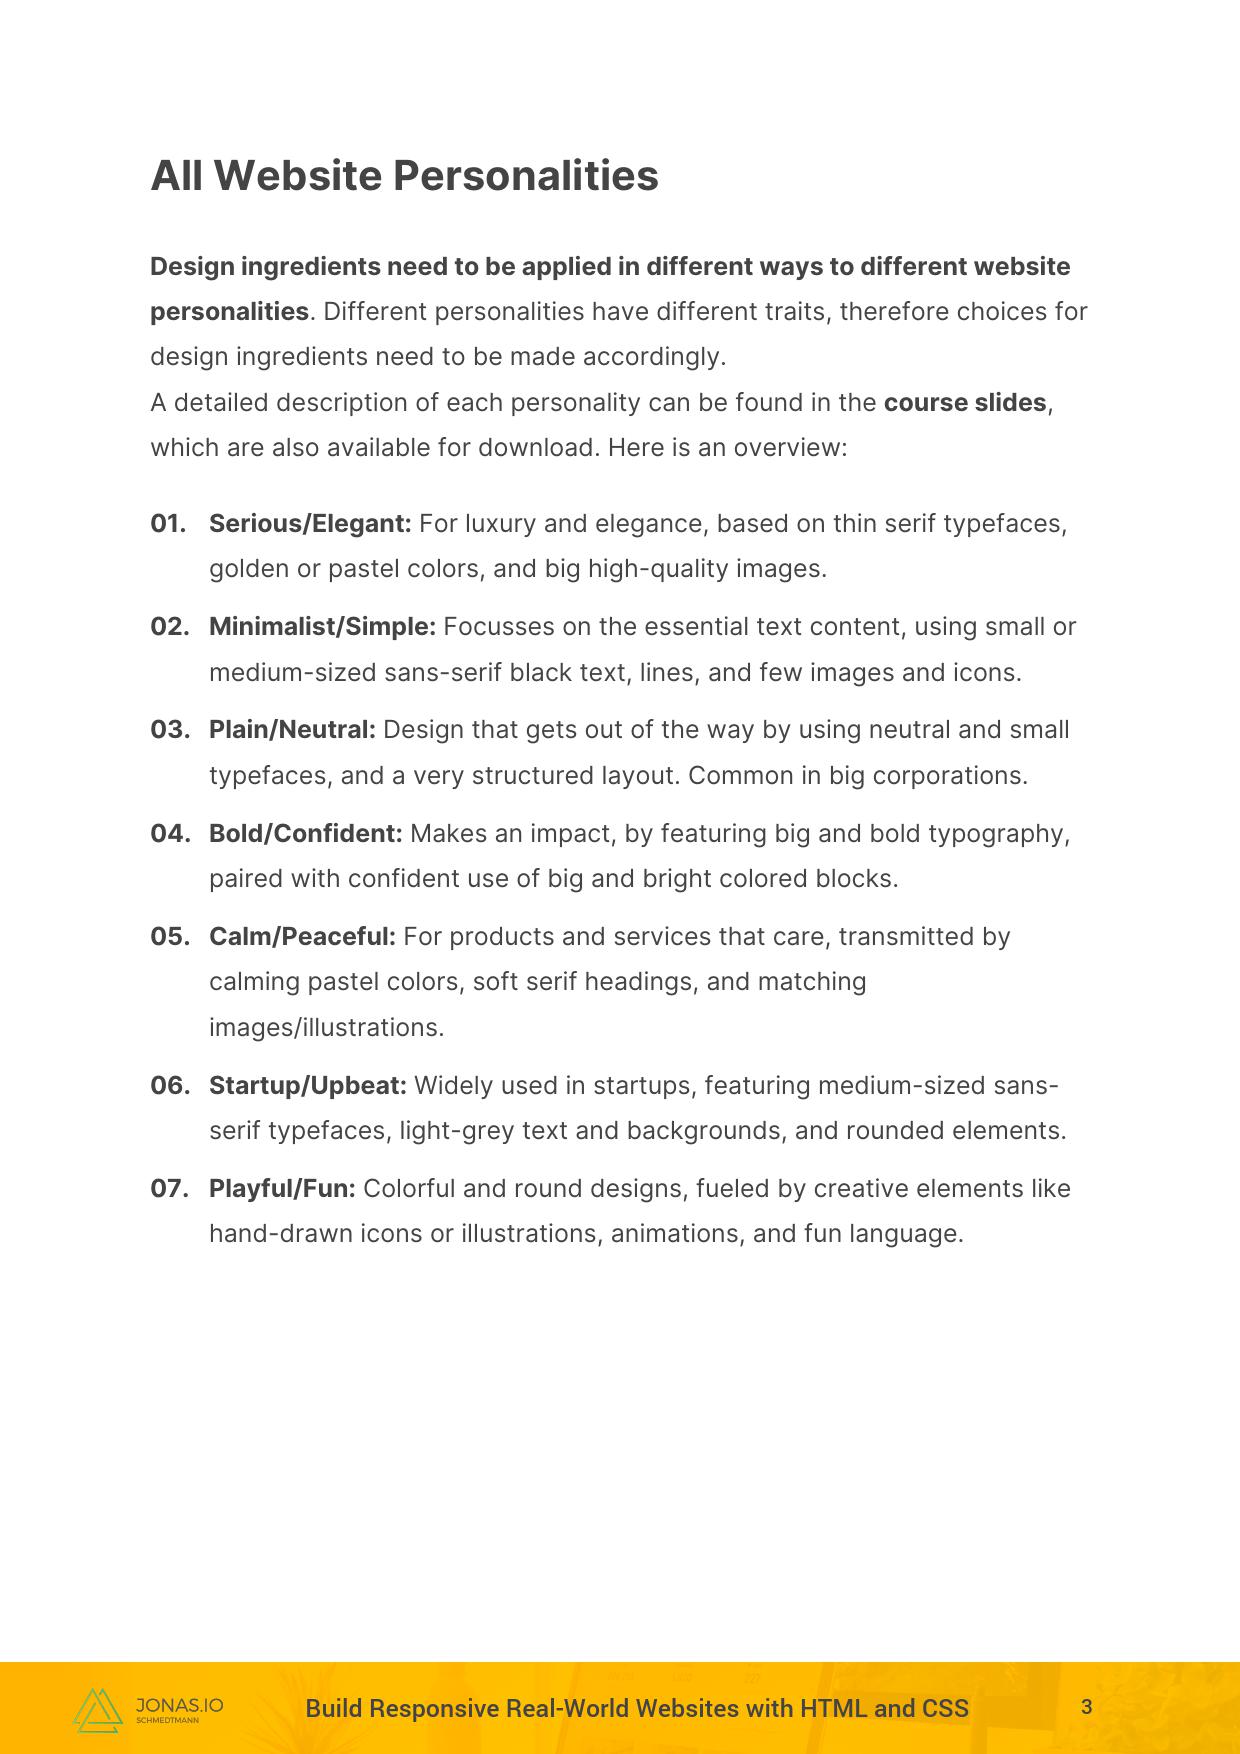 All Website Personalities
Design ingredients need to be applied in different ways to different website
personalities. Different personalities have different traits, therefore choices for
design ingredients need to be made accordingly.
A detailed description of each personality can be found in the course slides,
which are also available for download. Here is an overview:
01. Serious/Elegant: For luxury and elegance, based on thin serif typefaces,
golden or pastel colors, and big high-quality images.
02. Minimalist/Simple: Focusses on the essential text content, using small or
medium-sized sans-serif black text, lines, and few images and icons.
03. Plain/Neutral: Design that gets out of the way by using neutral and small
typefaces, and a very structured layout. Common in big corporations.
04. Bold/Confident: Makes an impact, by featuring big and bold typography,
paired with confident use of big and bright colored blocks.
05. Calm/Peaceful: For products and services that care, transmitted by
calming pastel colors, soft serif headings, and matching
images/illustrations.
06. Startup/Upbeat: Widely used in startups, featuring medium-sized sans-
serif typefaces, light-grey text and backgrounds, and rounded elements.
07. Playful/Fun: Colorful and round designs, fueled by creative elements like
hand-drawn icons or illustrations, animations, and fun language.
JONAS.IO
SCHMEDTMANN
Build Responsive Real-World Websites with HTML and CSS
3